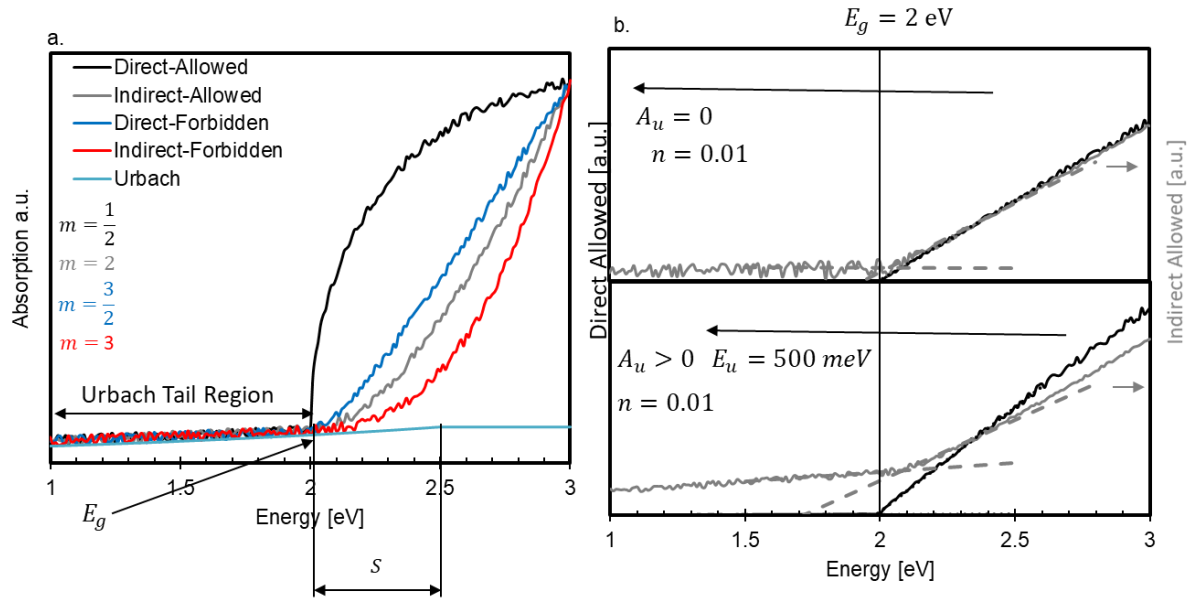 a.
Direct-Allowed
Indirect-Allowed
Direct-Forbidden
Indirect-Forbidden
Urbach
m = 1/2
m = 2
m = 3/2
m = 3
Urbach Tail Region
Absorption a.u.
1 1.5 2 2.5 3
E_g
Energy [eV]
S
b.
E_g = 2 eV
A_u = 0
n = 0.01
A_u > 0 E_u = 500 meV
n = 0.01
Direct Allowed [a.u.]
Indirect Allowed [a.u.]
1 1.5 2 2.5 3
Energy [eV]